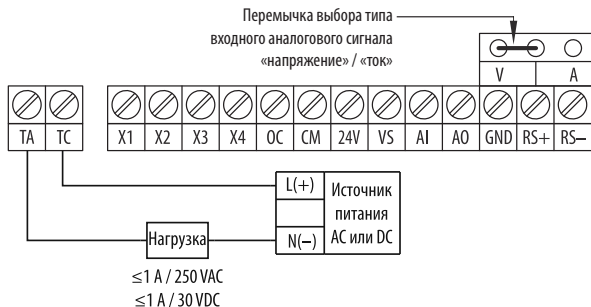 Перемычка выбора типа
входного аналогового сигнала
«напряжение» / «ток»
V A
TA TC X1 X2 X3 X4 OC CM 24V VS AI AO GND RS+ RS–
L(+)
Источник
питания
AC или DC
N(–)
Нагрузка
≤1 A / 250 VAC
≤1 A / 30 VDC